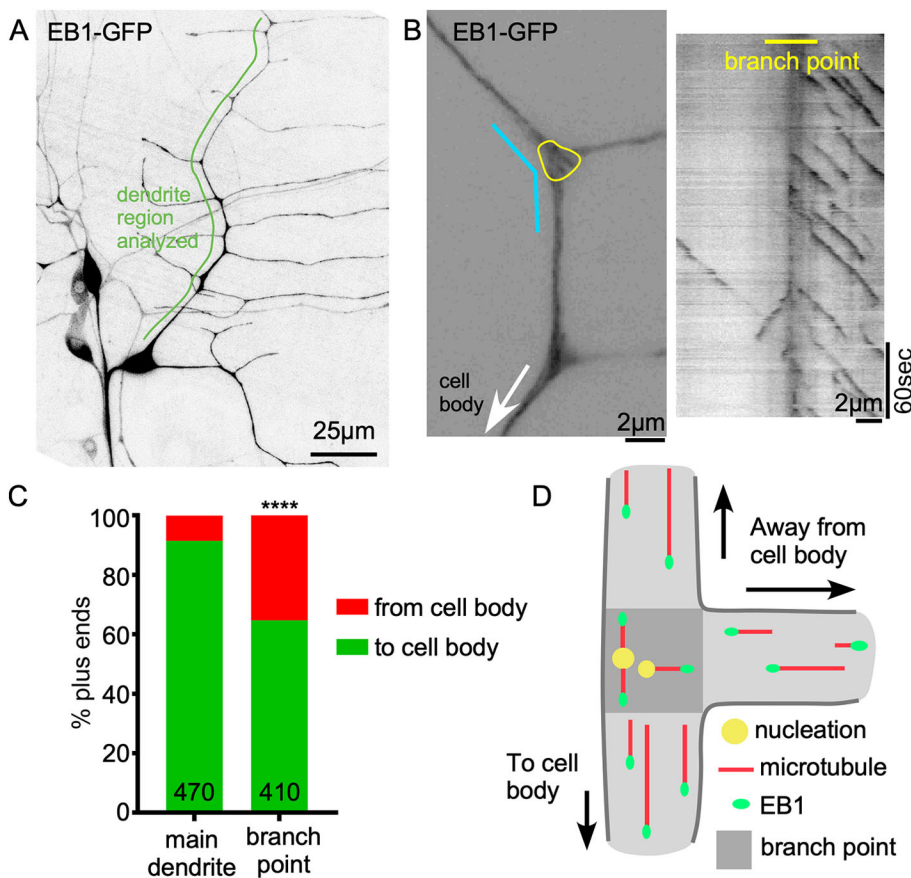 A
EB1-GFP
dendrite
region
analyzed
25µm
B
EB1-GFP
cell
body
2µm
branch point
60sec
2µm
C
% plus ends
100
80
60
40
20
0
****
470
410
main
dendrite
branch
point
from cell body
to cell body
D
Away from
cell body
To cell
body
nucleation
microtubule
EB1
branch point